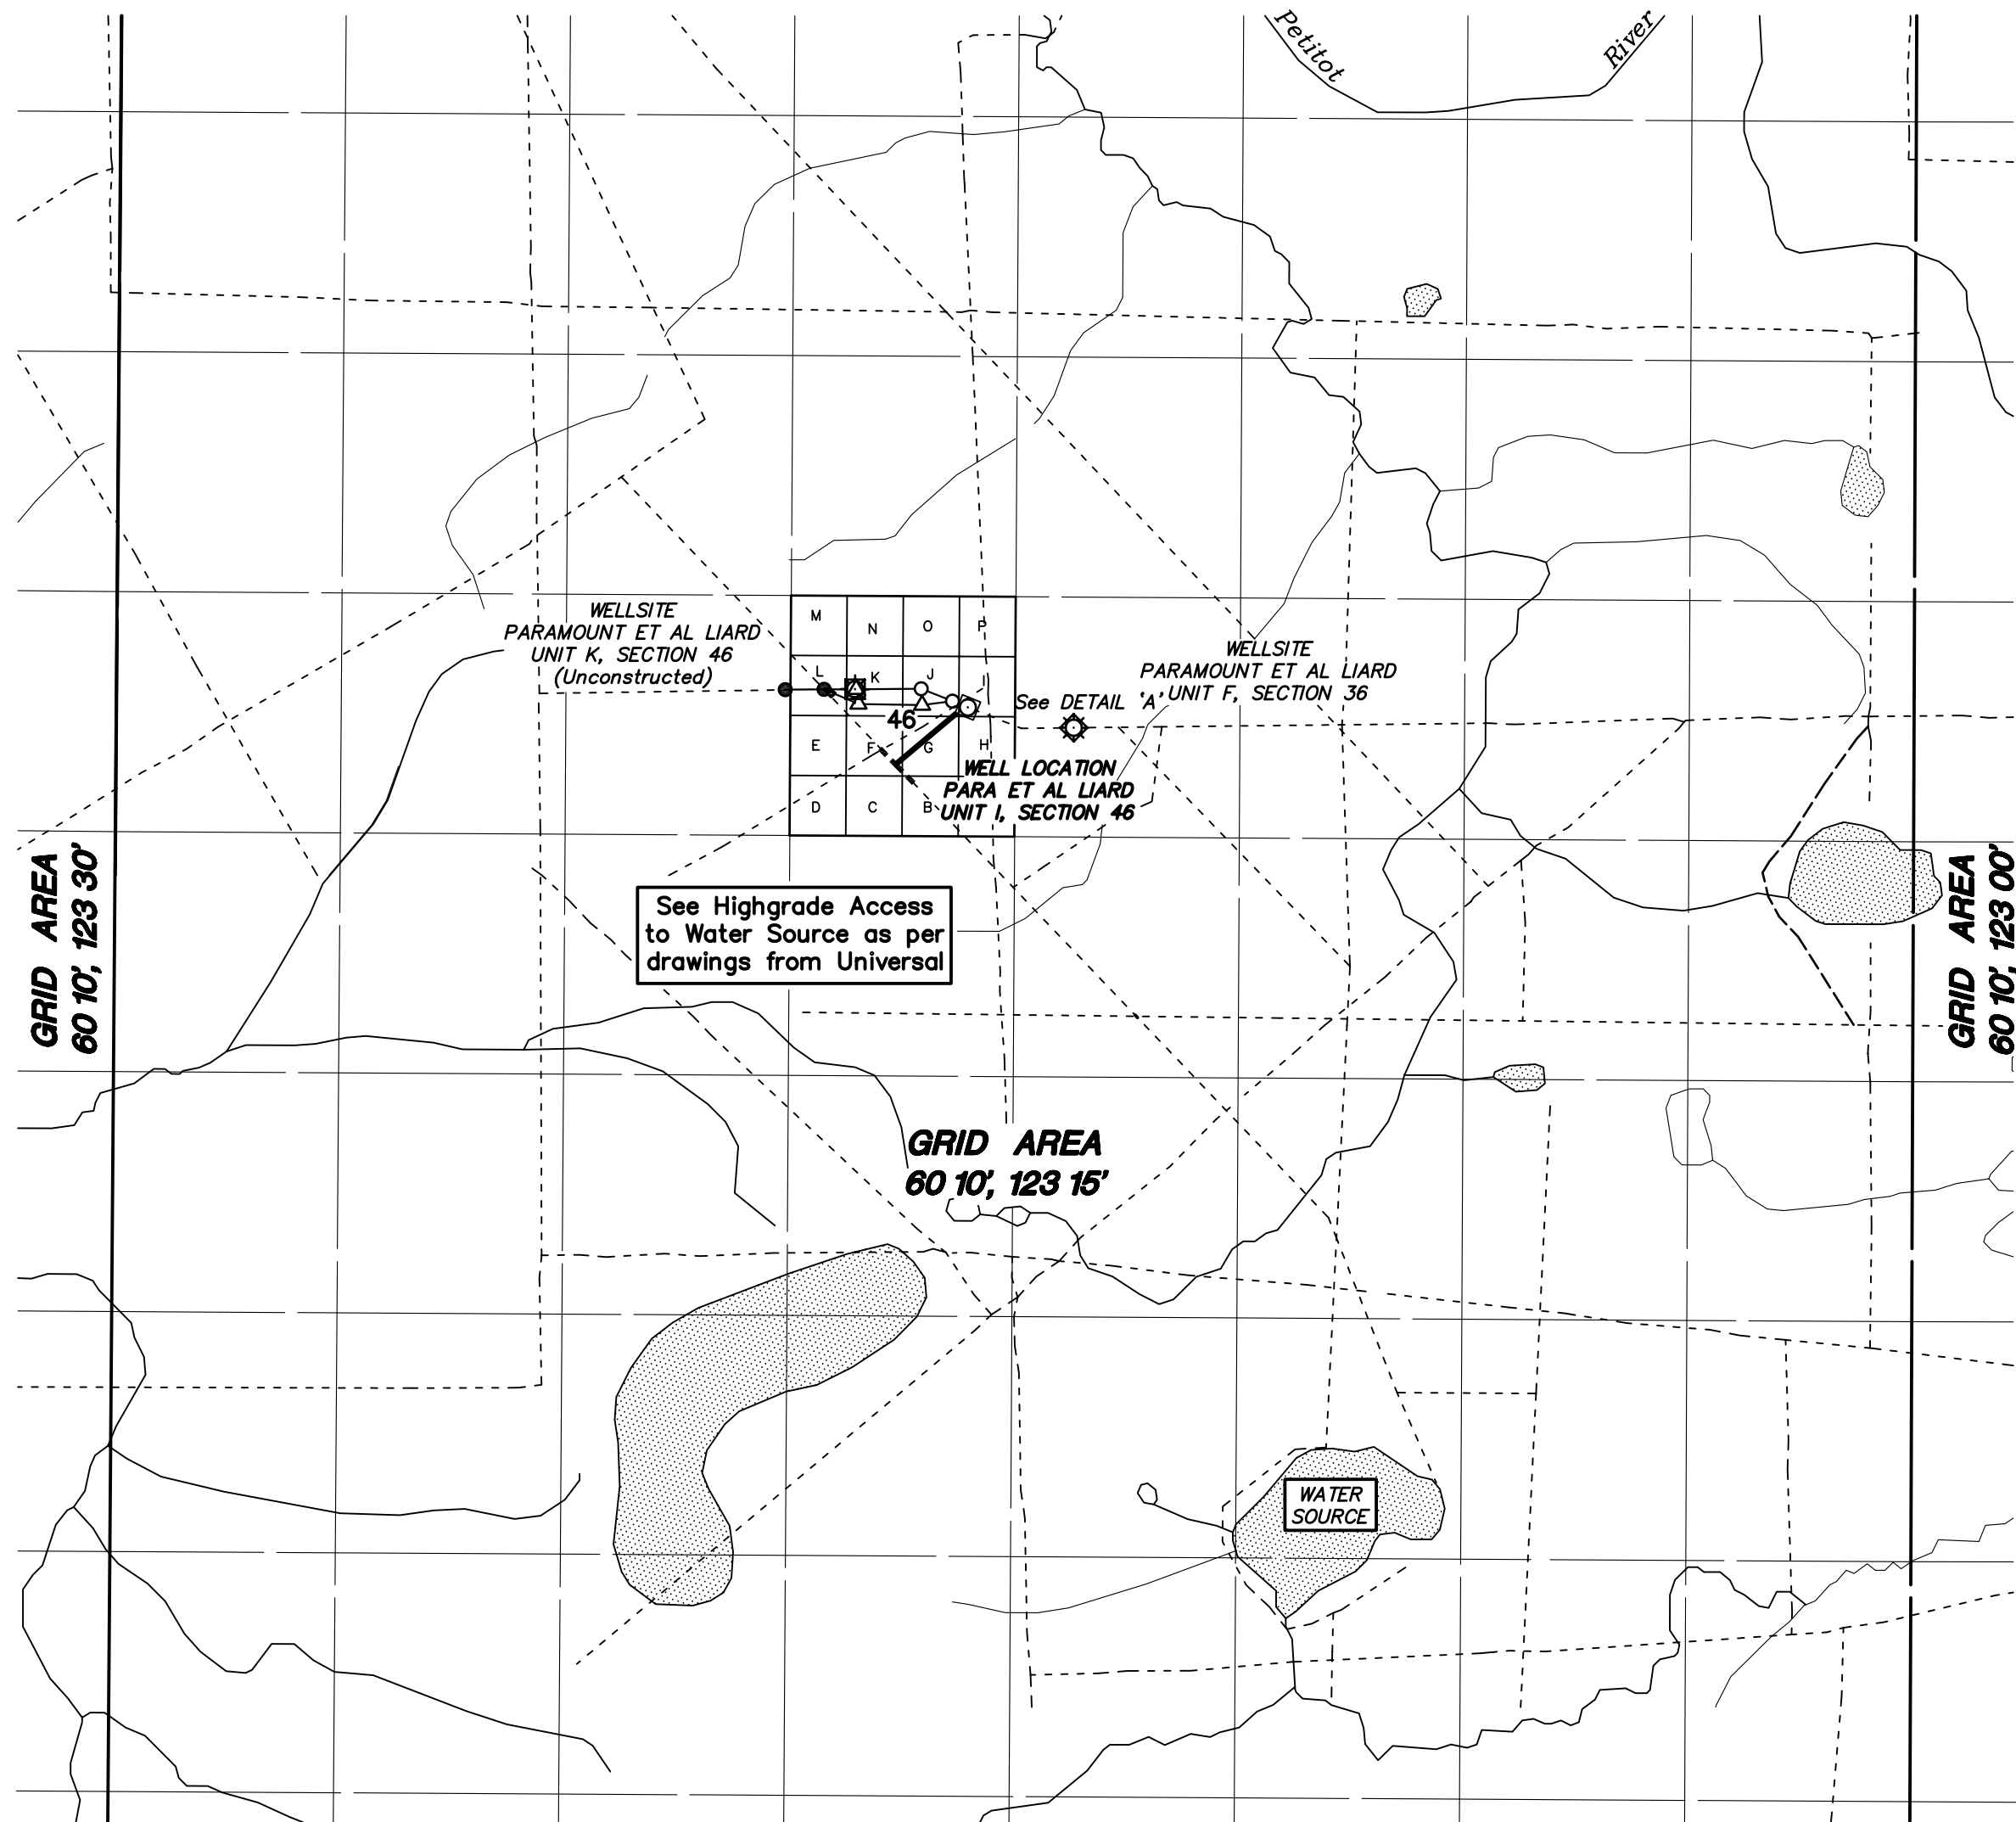 Petitot
River
WELLSITE
PARAMOUNT ET AL LIARD
UNIT K, SECTION 46
(Unconstructed)
M
N
O
P
L
K
J
I
46
E
F
G
H
D
C
B
See DETAIL 'A'
WELLSITE
PARAMOUNT ET AL LIARD
UNIT F, SECTION 36
WELL LOCATION
PARA ET AL LIARD
UNIT I, SECTION 46
See Highgrade Access
to Water Source as per
drawings from Universal
GRID AREA
60 10', 123 30'
GRID AREA
60 10', 123 00'
GRID AREA
60 10', 123 15'
WATER
SOURCE